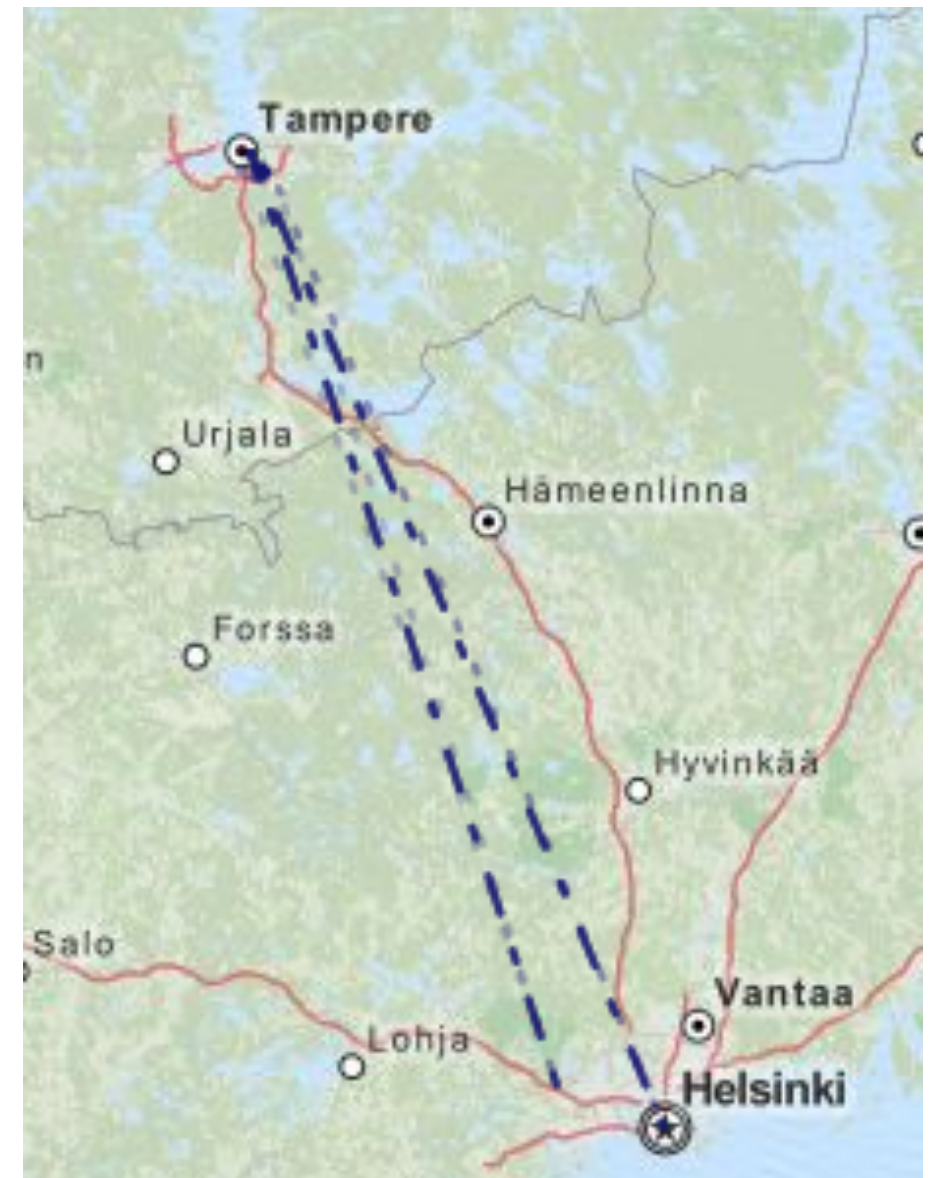 Tampere
n
Urjala
Hämeenlinna
Forssa
Hyvinkää
Salo
Vantaa
Lohja
Helsinki